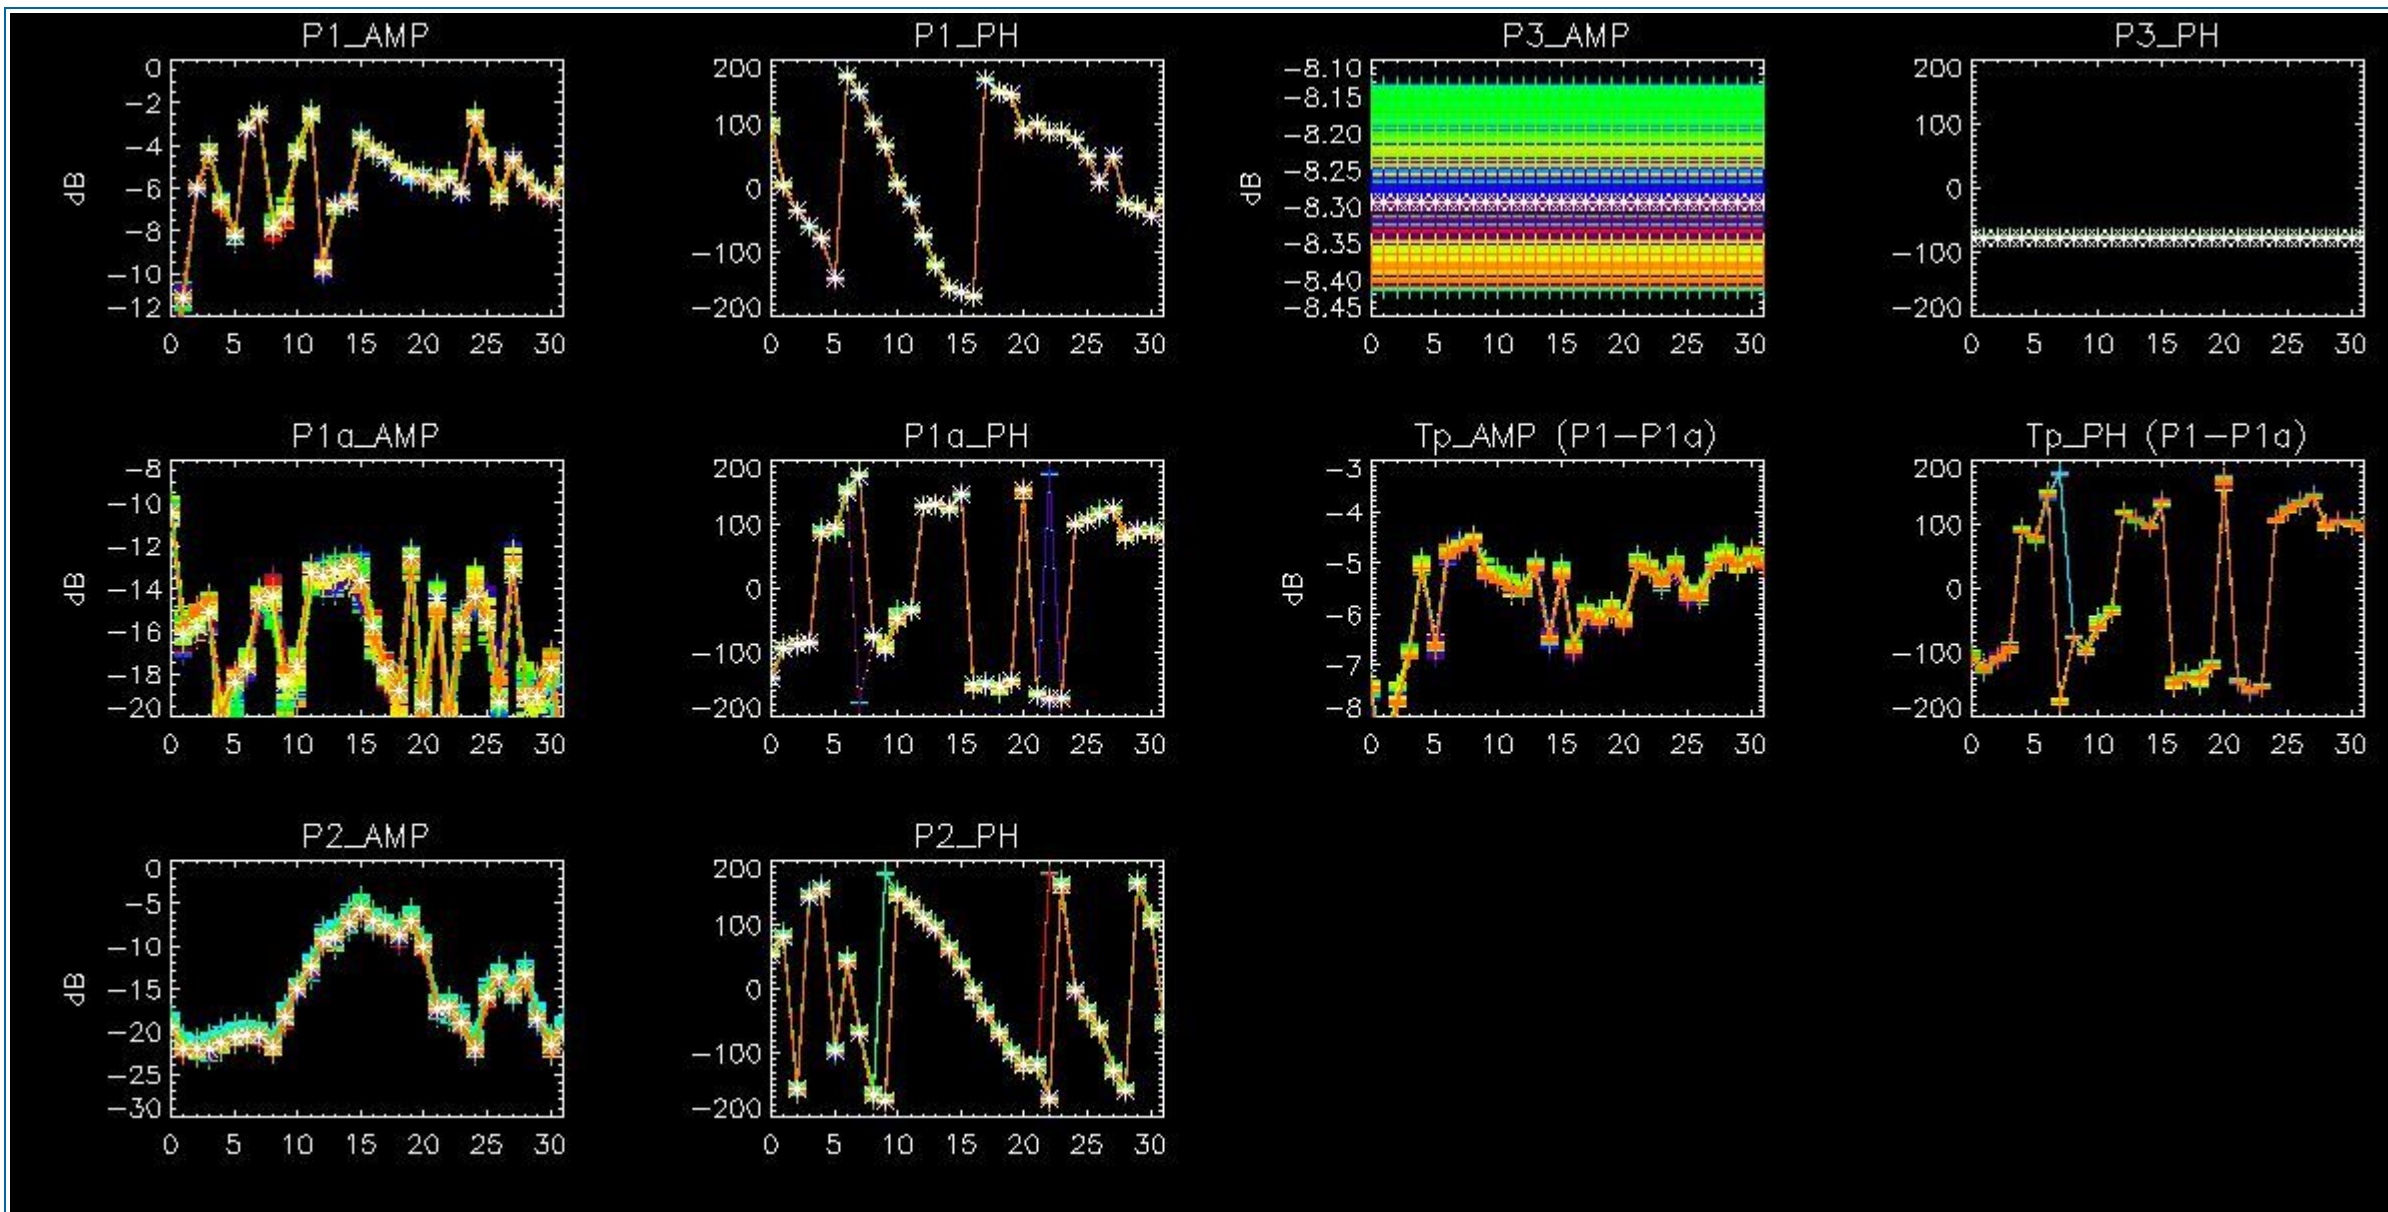 P1_AMP
0
−2
−4
−6
−8
−10
−12
dB
0 5 10 15 20 25 30
P1_PH
200
100
0
−100
−200
0 5 10 15 20 25 30
P3_AMP
−8.10
−8.15
−8.20
−8.25
−8.30
−8.35
−8.40
−8.45
dB
0 5 10 15 20 25 30
P3_PH
200
100
0
−100
−200
0 5 10 15 20 25 30
P1a_AMP
−8
−10
−12
−14
−16
−18
−20
dB
0 5 10 15 20 25 30
P1a_PH
200
100
0
−100
−200
0 5 10 15 20 25 30
Tp_AMP (P1−P1a)
−3
−4
−5
−6
−7
−8
dB
0 5 10 15 20 25 30
Tp_PH (P1−P1a)
200
100
0
−100
−200
0 5 10 15 20 25 30
P2_AMP
0
−5
−10
−15
−20
−25
−30
dB
0 5 10 15 20 25 30
P2_PH
200
100
0
−100
−200
0 5 10 15 20 25 30